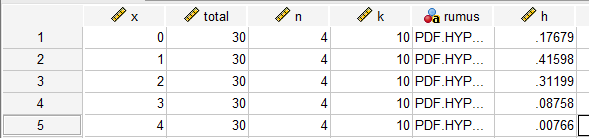 x total n k rumus h
1 0 30 4 10 PDF.HYP... .17679
2 1 30 4 10 PDF.HYP... .41598
3 2 30 4 10 PDF.HYP... .31199
4 3 30 4 10 PDF.HYP... .08758
5 4 30 4 10 PDF.HYP... .00766